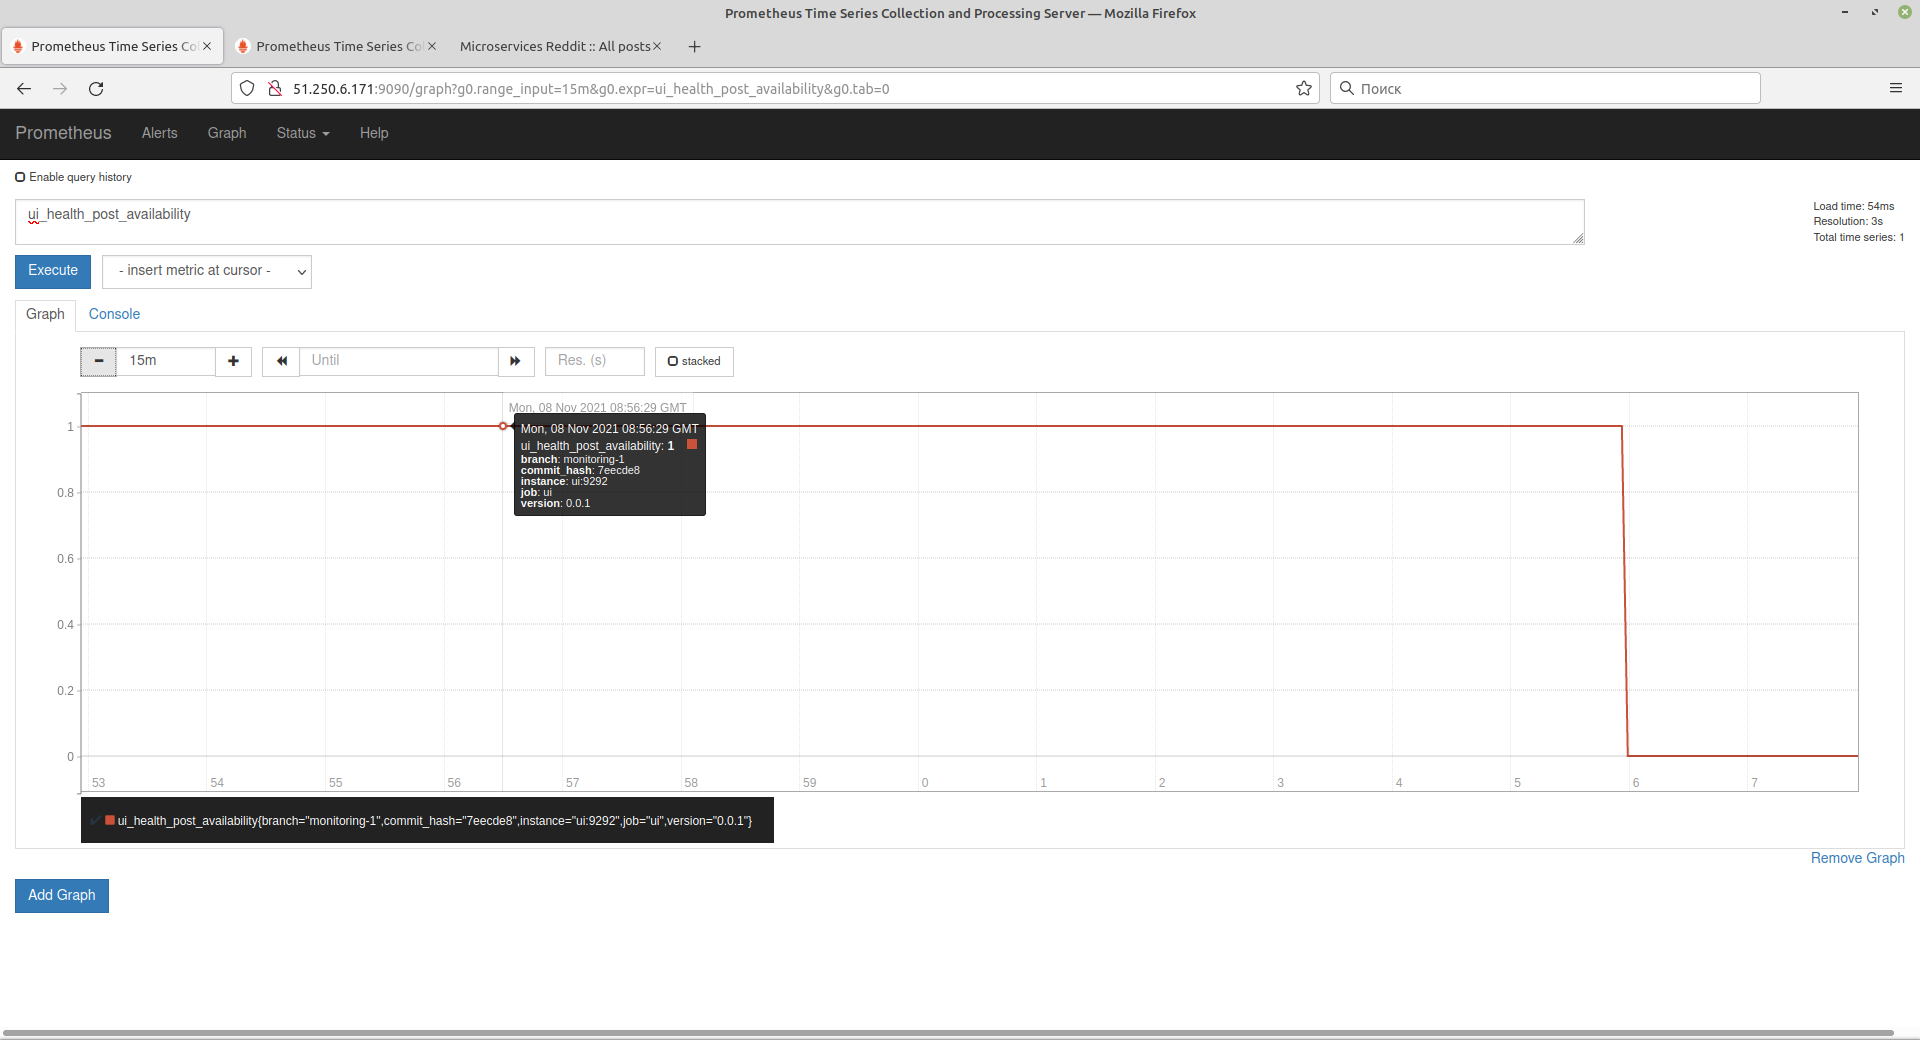 Prometheus Time Series Collection and Processing Server — Mozilla Firefox
Prometheus Time Series Co
Prometheus Time Series Co
Microservices Reddit :: All posts
51.250.6.171:9090/graph?g0.range_input=15m&g0.expr=ui_health_post_availability&g0.tab=0
Поиск
Prometheus Alerts Graph Status Help
Enable query history
ui_health_post_availability
Load time: 54ms
Resolution: 3s
Total time series: 1
Execute
- insert metric at cursor -
Graph Console
15m
Until
Res. (s)
stacked
Mon, 08 Nov 2021 08:56:29 GMT
Mon, 08 Nov 2021 08:56:29 GMT
ui_health_post_availability: 1
branch: monitoring-1
commit_hash: 7eecde8
instance: ui:9292
job: ui
version: 0.0.1
1
0.8
0.6
0.4
0.2
0
53 54 55 56 57 58 59 0 1 2 3 4 5 6 7
ui_health_post_availability{branch="monitoring-1",commit_hash="7eecde8",instance="ui:9292",job="ui",version="0.0.1"}
Remove Graph
Add Graph